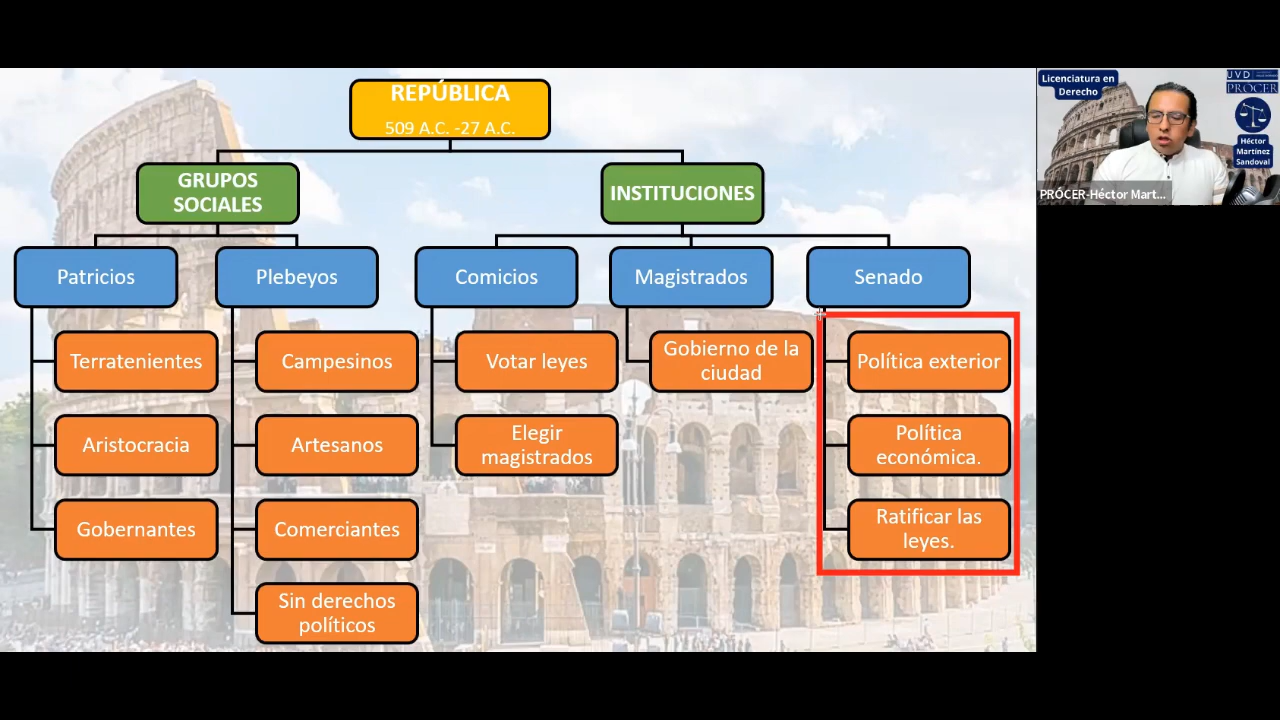 REPÚBLICA
509 A.C. -27 A.C.
GRUPOS
SOCIALES
INSTITUCIONES
Patricios
Plebeyos
Comicios
Magistrados
Senado
Terratenientes
Aristocracia
Gobernantes
Campesinos
Artesanos
Comerciantes
Sin derechos
políticos
Votar leyes
Elegir
magistrados
Gobierno de la
ciudad
Política exterior
Política
económica.
Ratificar las
leyes.
Licenciatura en
Derecho
UVD
PRÓCER
Héctor
Martínez
Sandoval
PRÓCER-Héctor Mart...